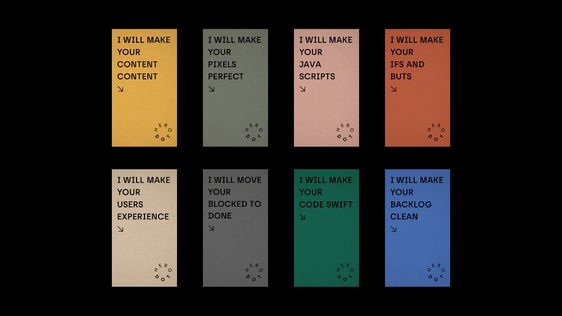 I WILL MAKE
YOUR
CONTENT
CONTENT
↘
I WILL MAKE
YOUR
PIXELS
PERFECT
↘
I WILL MAKE
YOUR
JAVA
SCRIPTS
↘
I WILL MAKE
YOUR
IFS AND
BUTS
↘
I WILL MAKE
YOUR
USERS
EXPERIENCE
↘
I WILL MOVE
YOUR
BLOCKED TO
DONE
↘
I WILL MAKE
YOUR
CODE SWIFT
↘
I WILL MAKE
YOUR
BACKLOG
CLEAN
↘